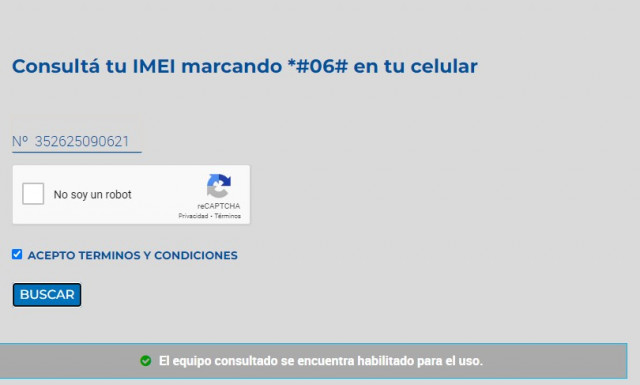 Consultá tu IMEI marcando *#06# en tu celular
Nº 352625090621
No soy un robot
reCAPTCHA
Privacidad - Términos
ACEPTO TERMINOS Y CONDICIONES
BUSCAR
El equipo consultado se encuentra habilitado para el uso.